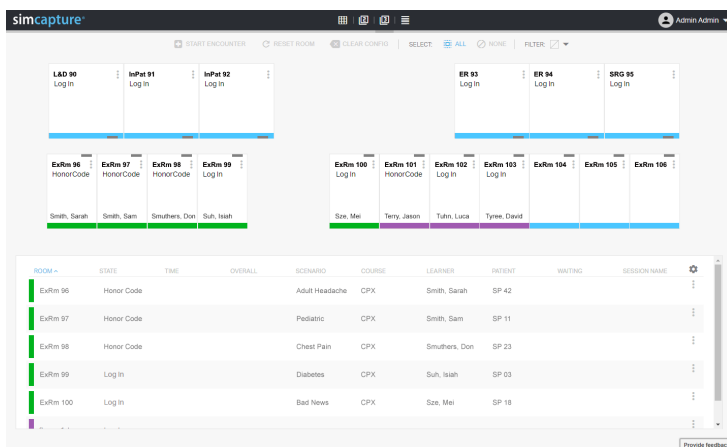 simcapture
Admin Admin
START ENCOUNTER RESET ROOM CLEAR CONFIG SELECT: ALL NONE FILTER:
L&D 90 InPat 91 InPat 92 ER 93 ER 94 SRG 95
Log In Log In Log In Log In Log In Log In
ExRm 96 ExRm 97 ExRm 98 ExRm 99 ExRm 100 ExRm 101 ExRm 102 ExRm 103 ExRm 104 ExRm 105 ExRm 106
HonorCode HonorCode HonorCode Log In Log In HonorCode Log In Log In
Smith, Sarah Smith, Sam Smuthers, Don Suh, Isiah Sze, Mei Terry, Jason Tuhn, Luca Tyree, David
ROOM STATE TIME OVERALL SCENARIO COURSE LEARNER PATIENT WAITING SESSION NAME
ExRm 96 Honor Code Adult Headache CPX Smith, Sarah SP 42
ExRm 97 Honor Code Pediatric CPX Smith, Sam SP 11
ExRm 98 Honor Code Chest Pain CPX Smuthers, Don SP 23
ExRm 99 Log In Diabetes CPX Suh, Isiah SP 03
ExRm 100 Log In Bad News CPX Sze, Mei SP 18
Provide feedback